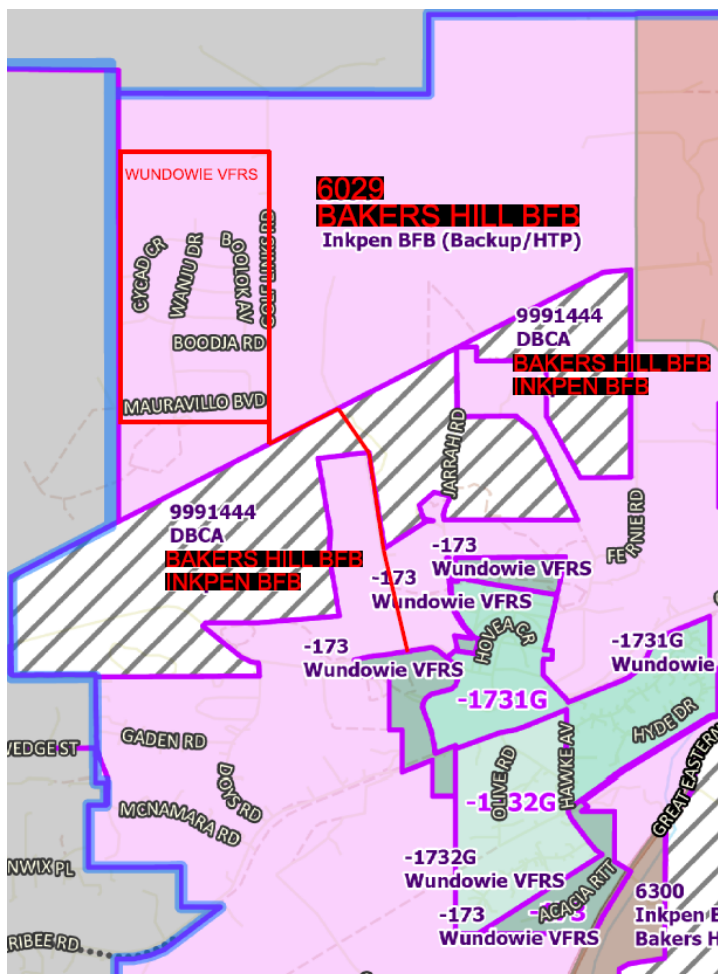 WUNDOWIE VFRS
6029
BAKERS HILL BFB
Inkpen BFB (Backup/HTP)
CYCAD CR
WANJU DR
BOOLOK AV
GOLF LINKS RD
BOODJA RD
MAURAVILLO BVD
9991444
DBCA
BAKERS HILL BFB
INKPEN BFB
JARRAH RD
FERNIE RD
9991444
DBCA
BAKERS HILL BFB
INKPEN BFB
-173
Wundowie VFRS
-173
Wundowie VFRS
-173
Wundowie VFRS
HOVEA CR
-1731G
Wundowie
-1731G
HYDE DR
WEDGE ST
GADEN RD
DOYS RD
MCNAMARA RD
OLIVE RD
HAWKE AV
-1732G
GREAT EASTERN
NWIX PL
-1732G
Wundowie VFRS
ACACIA RTT
-173
-173
Wundowie VFRS
6300
Inkpen B
Bakers H
RIBEE RD